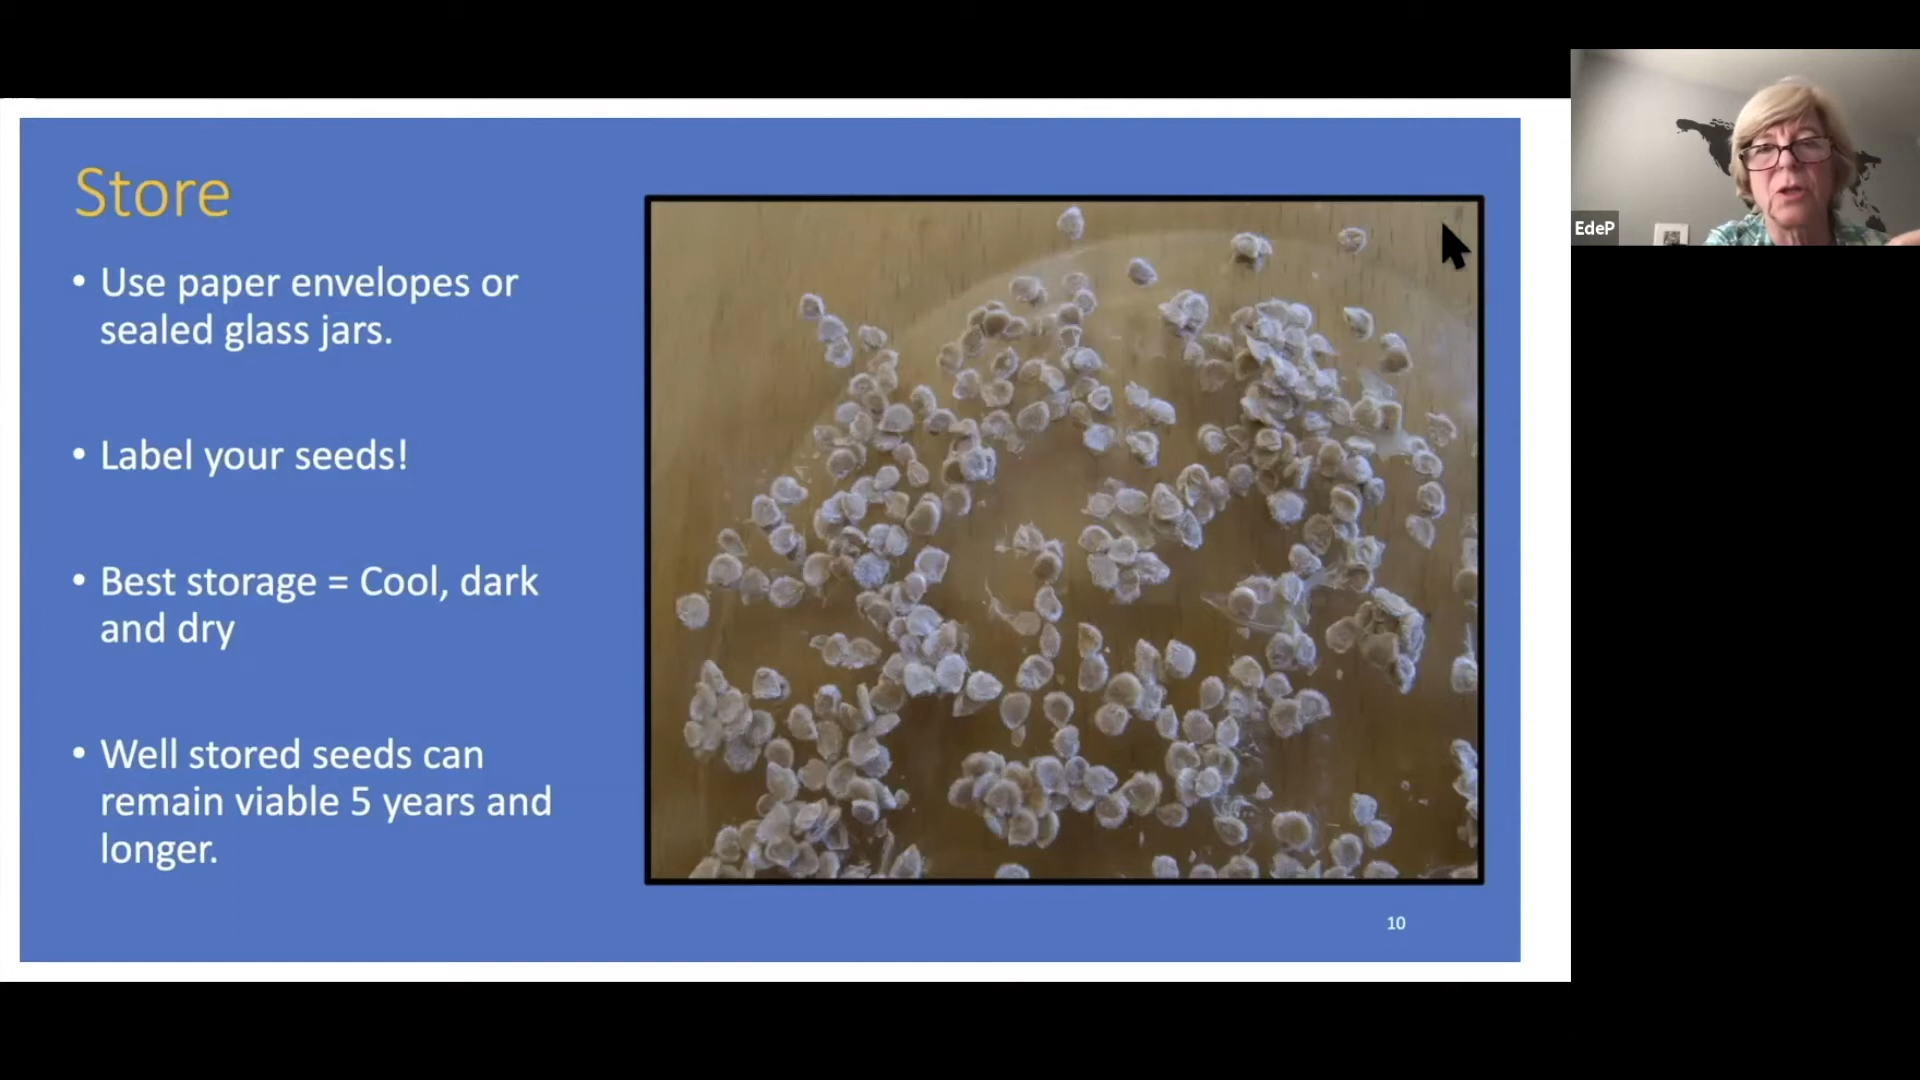 Store
• Use paper envelopes or
sealed glass jars.
• Label your seeds!
• Best storage = Cool, dark
and dry
• Well stored seeds can
remain viable 5 years and
longer.
10
EdeP